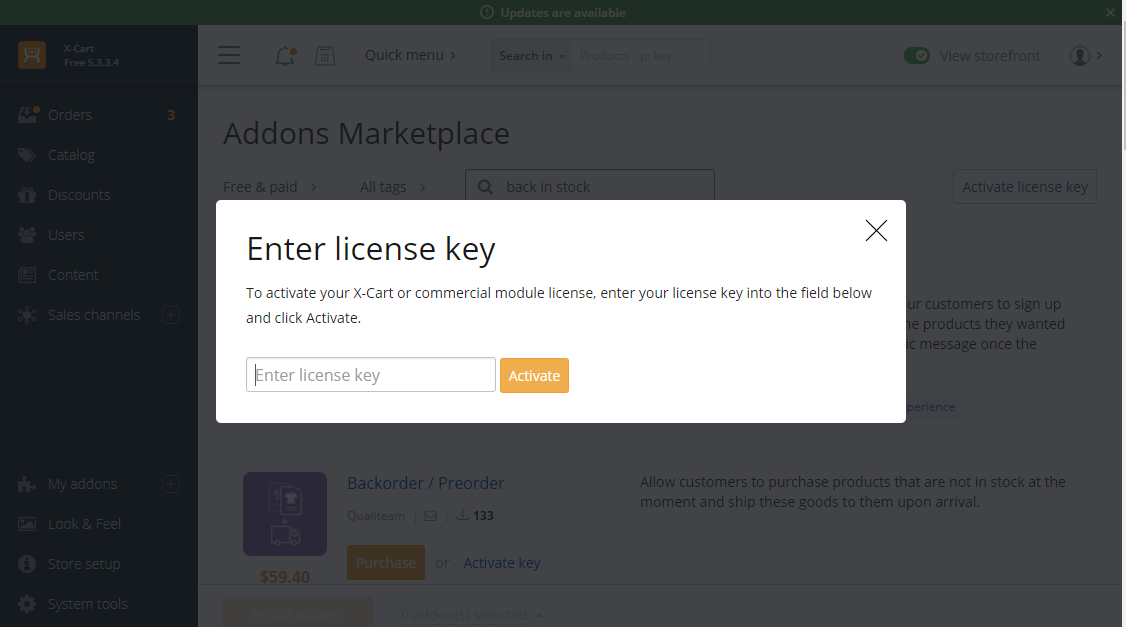 Updates are available
X-Cart
Free 5.3.3.4
Quick menu
Search in
Products - p: key
View storefront
Orders
3
Catalog
Discounts
Users
Content
Sales channels
My addons
Look & Feel
Store setup
System tools
Addons Marketplace
Free & paid
All tags
back in stock
Activate license key
Enter license key
To activate your X-Cart or commercial module license, enter your license key into the field below
and click Activate.
Enter license key
Activate
ur customers to sign up
e products they wanted
ic message once the
perience
Backorder / Preorder
Qualiteam
133
Purchase
or
Activate key
$59.40
Allow customers to purchase products that are not in stock at the
moment and ship these goods to them upon arrival.
Install addons
0 addon(s) selected